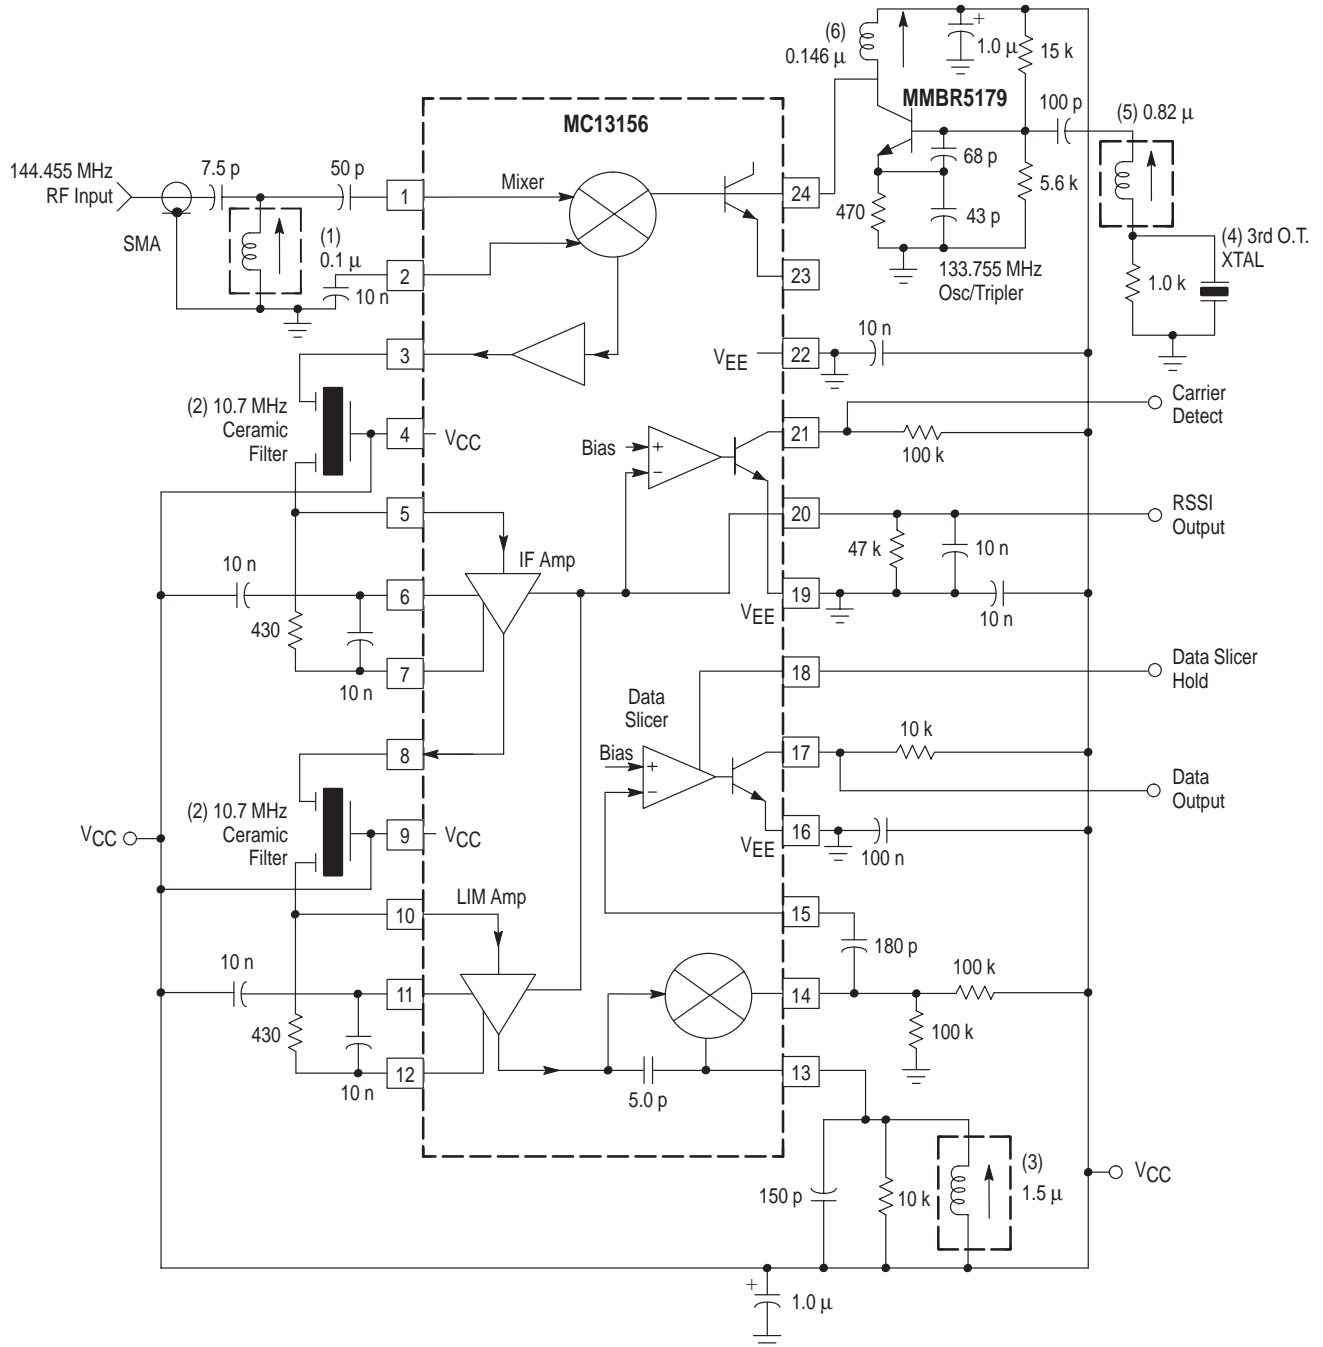 (6)
0.146 μ
+
1.0 μ
15 k
MMBR5179
100 p
(5) 0.82 μ
MC13156
144.455 MHz
RF Input
7.5 p
50 p
1
Mixer
24
68 p
5.6 k
470
43 p
SMA
(1)
0.1 μ
10 n
2
23
133.755 MHz
Osc/Tripler
(4) 3rd O.T.
XTAL
1.0 k
3
VEE
22
10 n
(2) 10.7 MHz
Ceramic
Filter
4
VCC
Bias
+
–
21
100 k
Carrier
Detect
5
20
RSSI
Output
47 k
10 n
10 n
IF Amp
6
VEE
19
10 n
430
10 n
7
18
Data Slicer
Hold
Data
Slicer
8
Bias
+
–
17
10 k
Data
Output
(2) 10.7 MHz
Ceramic
Filter
VCC
9
VCC
VEE
16
100 n
10
LIM Amp
15
180 p
10 n
11
14
100 k
100 k
430
10 n
12
5.0 p
13
150 p
10 k
(3)
1.5 μ
VCC
+
1.0 μ